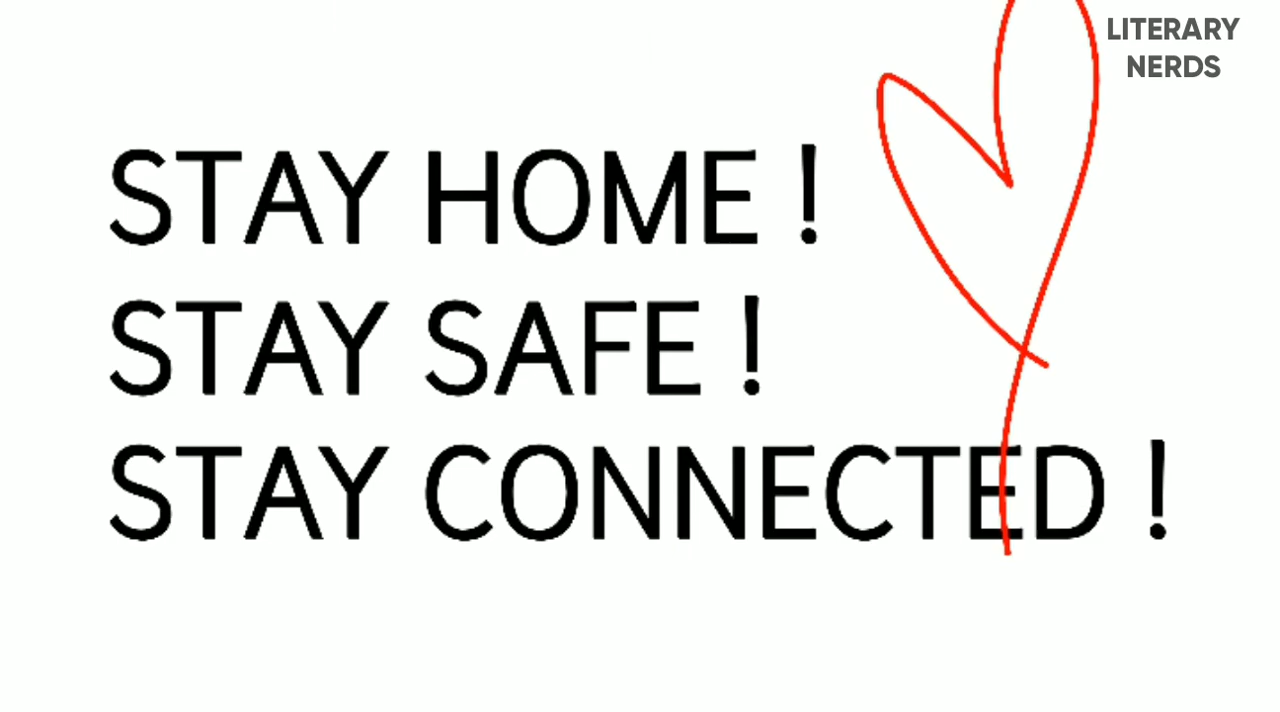 LITERARY
NERDS
STAY HOME !
STAY SAFE !
STAY CONNECTED !